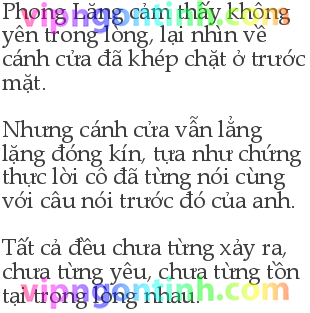 Phong Lăng cảm thấy không
yên trong lòng, lại nhìn về
cánh cửa đã khép chặt ở trước
mặt.
Nhưng cánh cửa vẫn lẳng
lặng đóng kín, tựa như chứng
thực lời cô đã từng nói cùng
với câu nói trước đó của anh.
Tất cả đều chưa từng xảy ra,
chưa từng yêu, chưa từng tồn
tại trong lòng nhau.
vipngontinh.com
vipngontinh.com